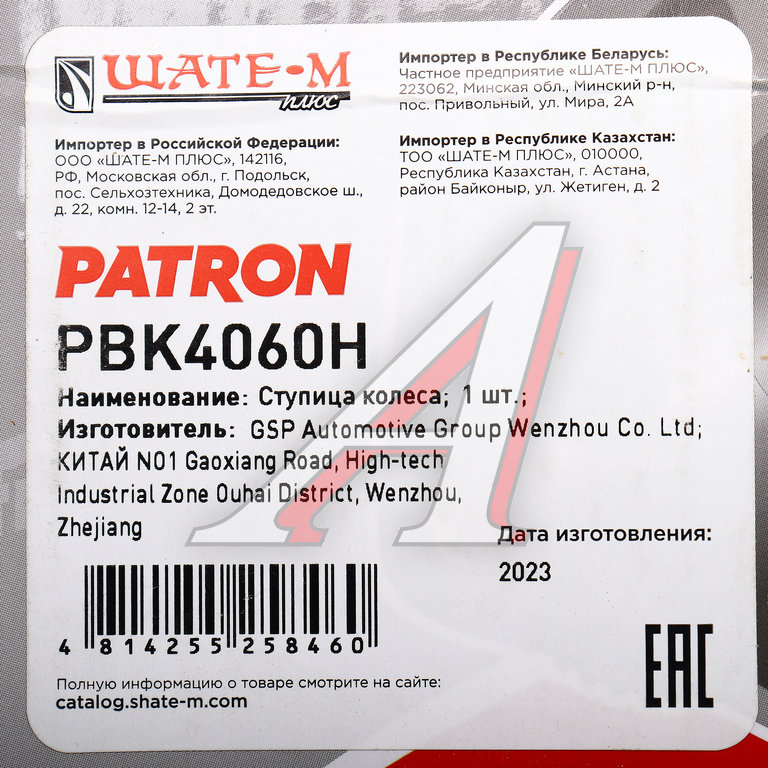 ШАТЕ-М
ПЛЮС
Импортер в Республике Беларусь:
Частное предприятие «ШАТЕ-М ПЛЮС»,
223062, Минская обл., Минский р-н,
пос. Привольный, ул. Мира, 2А
Импортер в Российской Федерации:
ООО «ШАТЕ-М ПЛЮС», 142116,
РФ, Московская обл., г. Подольск,
пос. Сельхозтехника, Домодедовское ш.,
д. 22, комн. 12-14, 2 эт.
Импортер в Республике Казахстан:
ТОО «ШАТЕ-М ПЛЮС», 010000,
Республика Казахстан, г. Астана,
район Байконыр, ул. Жетиген, д. 2
PATRON
PBK4060H
Наименование: Ступица колеса; 1 шт.;
Изготовитель: GSP Automotive Group Wenzhou Co. Ltd;
КИТАЙ NO1 Gaoxiang Road, High-tech
Industrial Zone Ouhai District, Wenzhou,
Zhejiang
Дата изготовления:
2023
4 814255 258460
Полную информацию о товаре смотрите на сайте:
catalog.shate-m.com
EAC